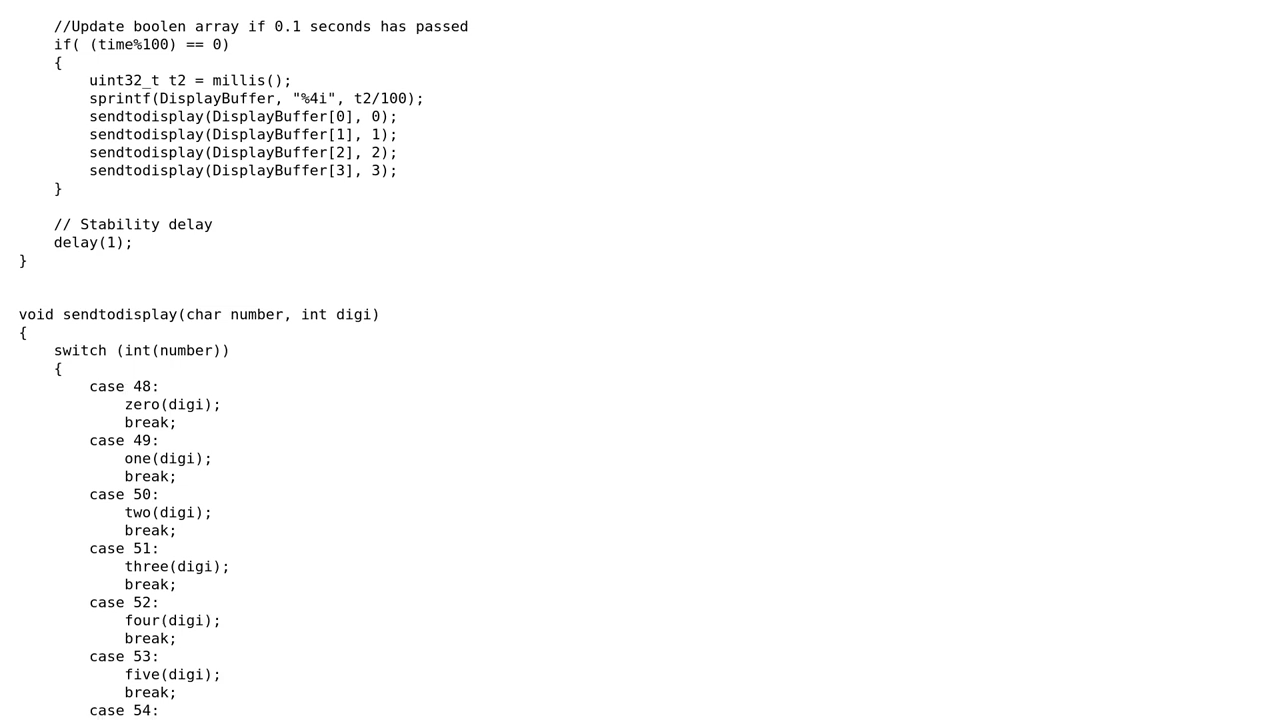 //Update boolen array if 0.1 seconds has passed
if( (time%100) == 0)
{
uint32_t t2 = millis();
sprintf(DisplayBuffer, "%4i", t2/100);
sendtodisplay(DisplayBuffer[0], 0);
sendtodisplay(DisplayBuffer[1], 1);
sendtodisplay(DisplayBuffer[2], 2);
sendtodisplay(DisplayBuffer[3], 3);
}
// Stability delay
delay(1);
}
void sendtodisplay(char number, int digi)
{
switch (int(number))
{
case 48:
zero(digi);
break;
case 49:
one(digi);
break;
case 50:
two(digi);
break;
case 51:
three(digi);
break;
case 52:
four(digi);
break;
case 53:
five(digi);
break;
case 54: